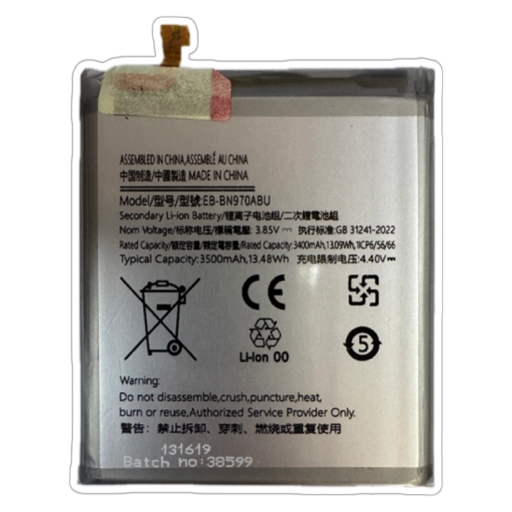 ASSEMBLED IN CHINA,ASSEMBLÉ AU CHINA
中国制造/中國製造 MADE IN CHINA
Model/型号/型號:EB-BN970ABU
Secondary Li-ion Battery/锂离子电池组/二次鋰電池組
Nom Voltage/标称电压/標稱電壓: 3.85V ⎓ 执行标准:GB 31241-2022
Rated Capacity/额定容量/額定電容量/Rated Capacity: 3400mAh,13.09Wh,1ICP6/56/66
Typical Capacity:3500mAh,13.48Wh 充电限制电压:4.40V⎓
CE
Li-ion 00
5
Warning:
Do not disassemble,crush,puncture,heat,
burn or reuse,Authorized Service Provider Only.
警告: 禁止拆卸、穿刺、燃烧或重复使用
131619
Batch no:38599